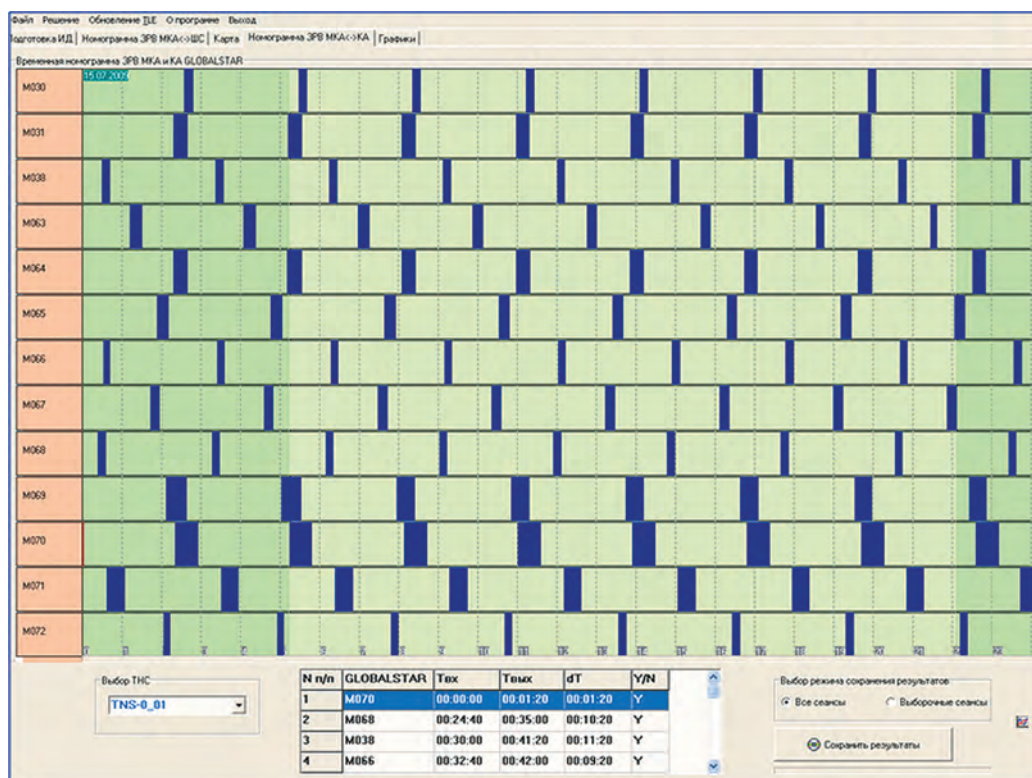 Файл Решение Обновление TLE О программе Выход
Подготовка ИД Номограмма ЗРВ МКА<->ШС Карта Номограмма ЗРВ МКА<->КА Графики
Временная номограмма ЗРВ МКА и КА GLOBALSTAR
15.07.2009
M030
M031
M038
M063
M064
M065
M066
M067
M068
M069
M070
M071
M072
Выбор ТНС
TNS-0_01
N п/п GLOBALSTAR Твх Твых dT Y/N
1 M070 00:00:00 00:01:20 00:01:20 Y
2 M068 00:24:40 00:35:00 00:10:20 Y
3 M038 00:30:00 00:41:20 00:11:20 Y
4 M066 00:32:40 00:42:00 00:09:20 Y
Выбор режима сохранения результатов
Все сеансы Выборочные сеансы
Сохранить результаты